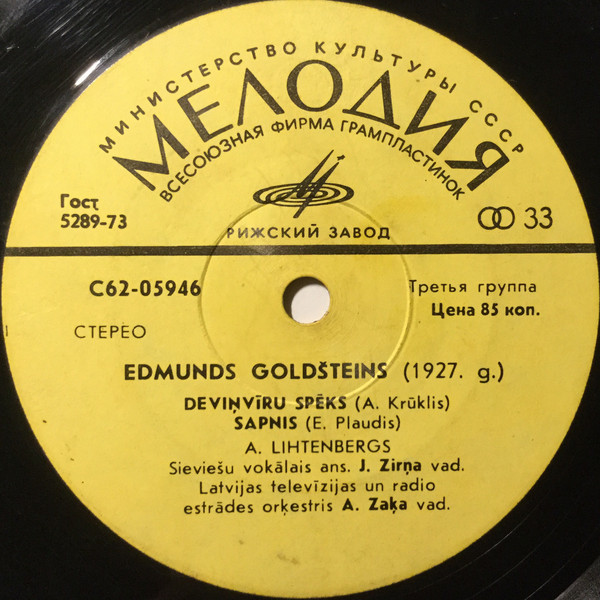 МИНИСТЕРСТВО КУЛЬТУРЫ СССР
МЕЛОДИЯ
ВСЕСОЮЗНАЯ ФИРМА ГРАМПЛАСТИНОК
Гост
5289-73
33
РИЖСКИЙ ЗАВОД
С62-05946
Третья группа
Цена 85 коп.
СТЕРЕО
EDMUNDS GOLDŠTEINS (1927. g.)
DEVIŅVĪRU SPĒKS (A. Krūklis)
SAPNIS (E. Plaudis)
A. LIHTENBERGS
Sieviešu vokālais ans. J. Zirņa vad.
Latvijas televīzijas un radio
estrādes orķestris A. Zaķa vad.